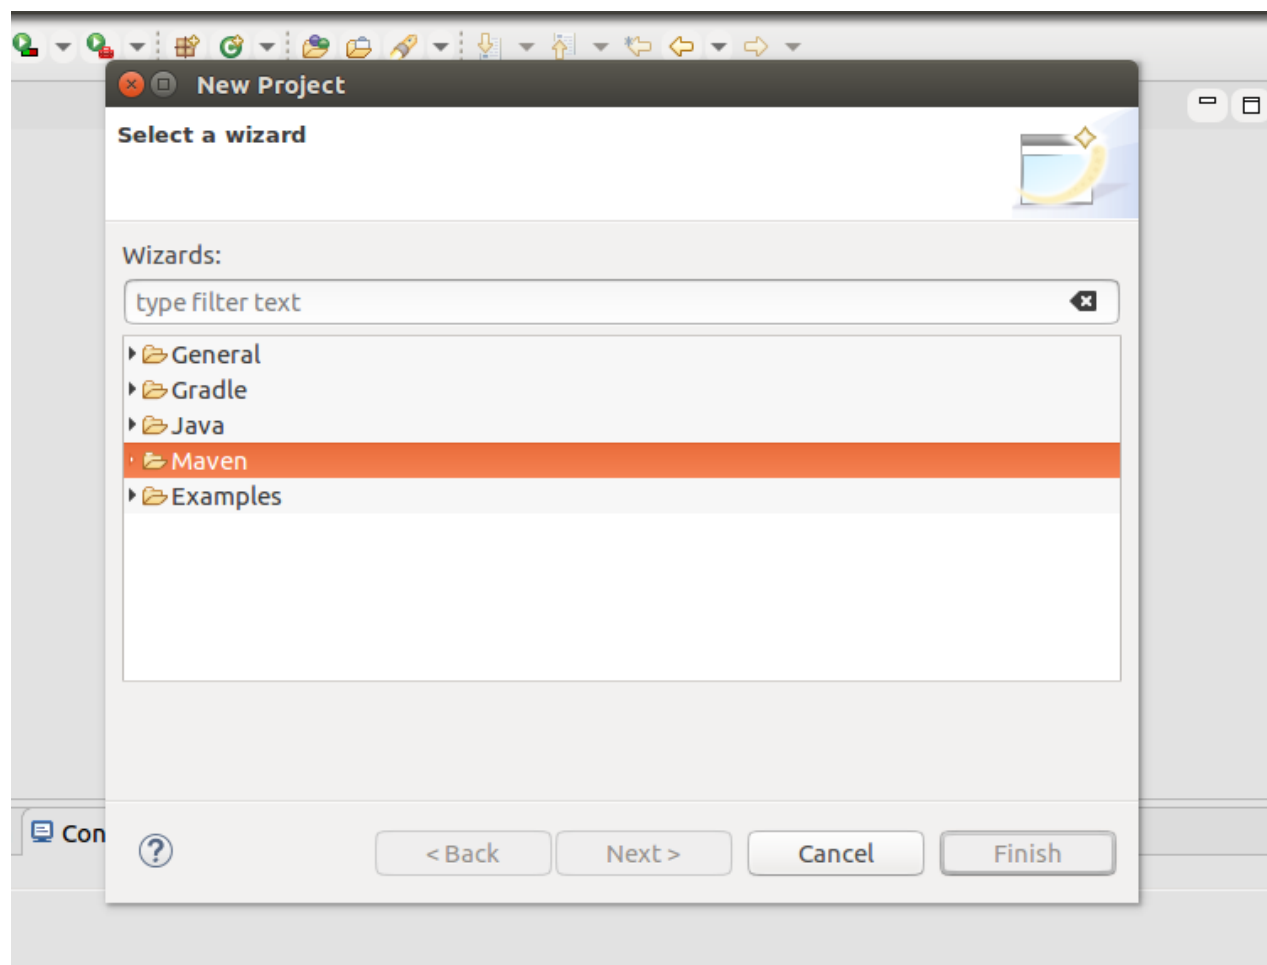 New Project
Select a wizard
Wizards:
type filter text
General
Gradle
Java
Maven
Examples
Con
? < Back Next > Cancel Finish